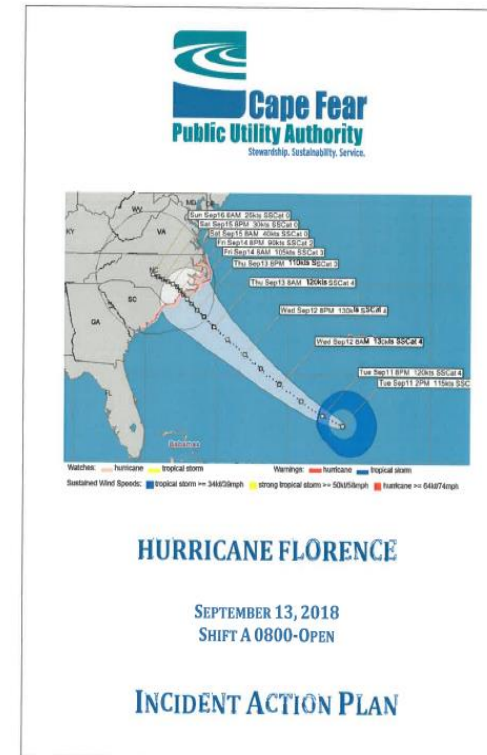 Cape Fear
Public Utility Authority
Stewardship. Sustainability. Service.
MD
DE
WV
KY
VA
NC
SC
GA
FL
Bahamas
Sun Sep16 8AM 25kts SSCat 0
Sat Sep15 8PM 30kts SSCat 0
Sat Sep15 8AM 40kts SSCat 0
Fri Sep14 8PM 90kts SSCat 2
Fri Sep14 8AM 105kts SSCat 3
Thu Sep13 8PM 110kts SSCat 3
Thu Sep13 8AM 120kts SSCat 4
Wed Sep12 8PM 130kts SSCat 4
Wed Sep12 8AM SSCat 4
Tue Sep11 8PM 120kts SSCat 4
Tue Sep11 2PM 115kts SSC
Watches: hurricane tropical storm Warnings: hurricane tropical storm
Sustained Wind Speeds: tropical storm >= 34kt/39mph strong tropical storm >= 50kt/58mph hurricane >= 64kt/74mph
HURRICANE FLORENCE
SEPTEMBER 13, 2018
SHIFT A 0800-OPEN
INCIDENT ACTION PLAN